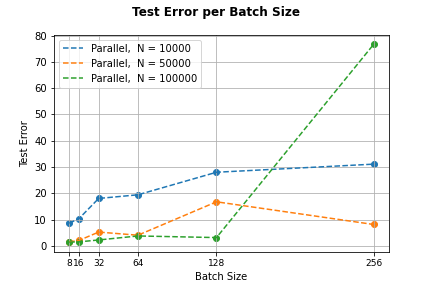 Test Error per Batch Size
80
70
60
50
40
30
20
10
0
Test Error
Parallel, N = 10000
Parallel, N = 50000
Parallel, N = 100000
8 16 32 64 128 256
Batch Size